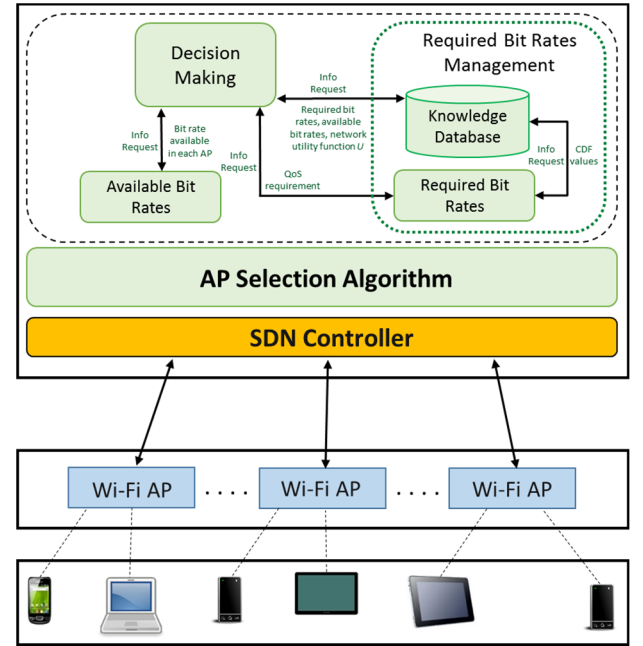 Decision
Making
Required Bit Rates
Management
Info
Request
Required bit
rates, available
bit rates, network
utility function U
Knowledge
Database
Info
Request
Bit rate
available
in each AP
Info
Request
QoS
requirement
Info
Request
CDF
values
Available Bit
Rates
Required Bit
Rates
AP Selection Algorithm
SDN Controller
Wi-Fi AP . . . . Wi-Fi AP . . . . Wi-Fi AP